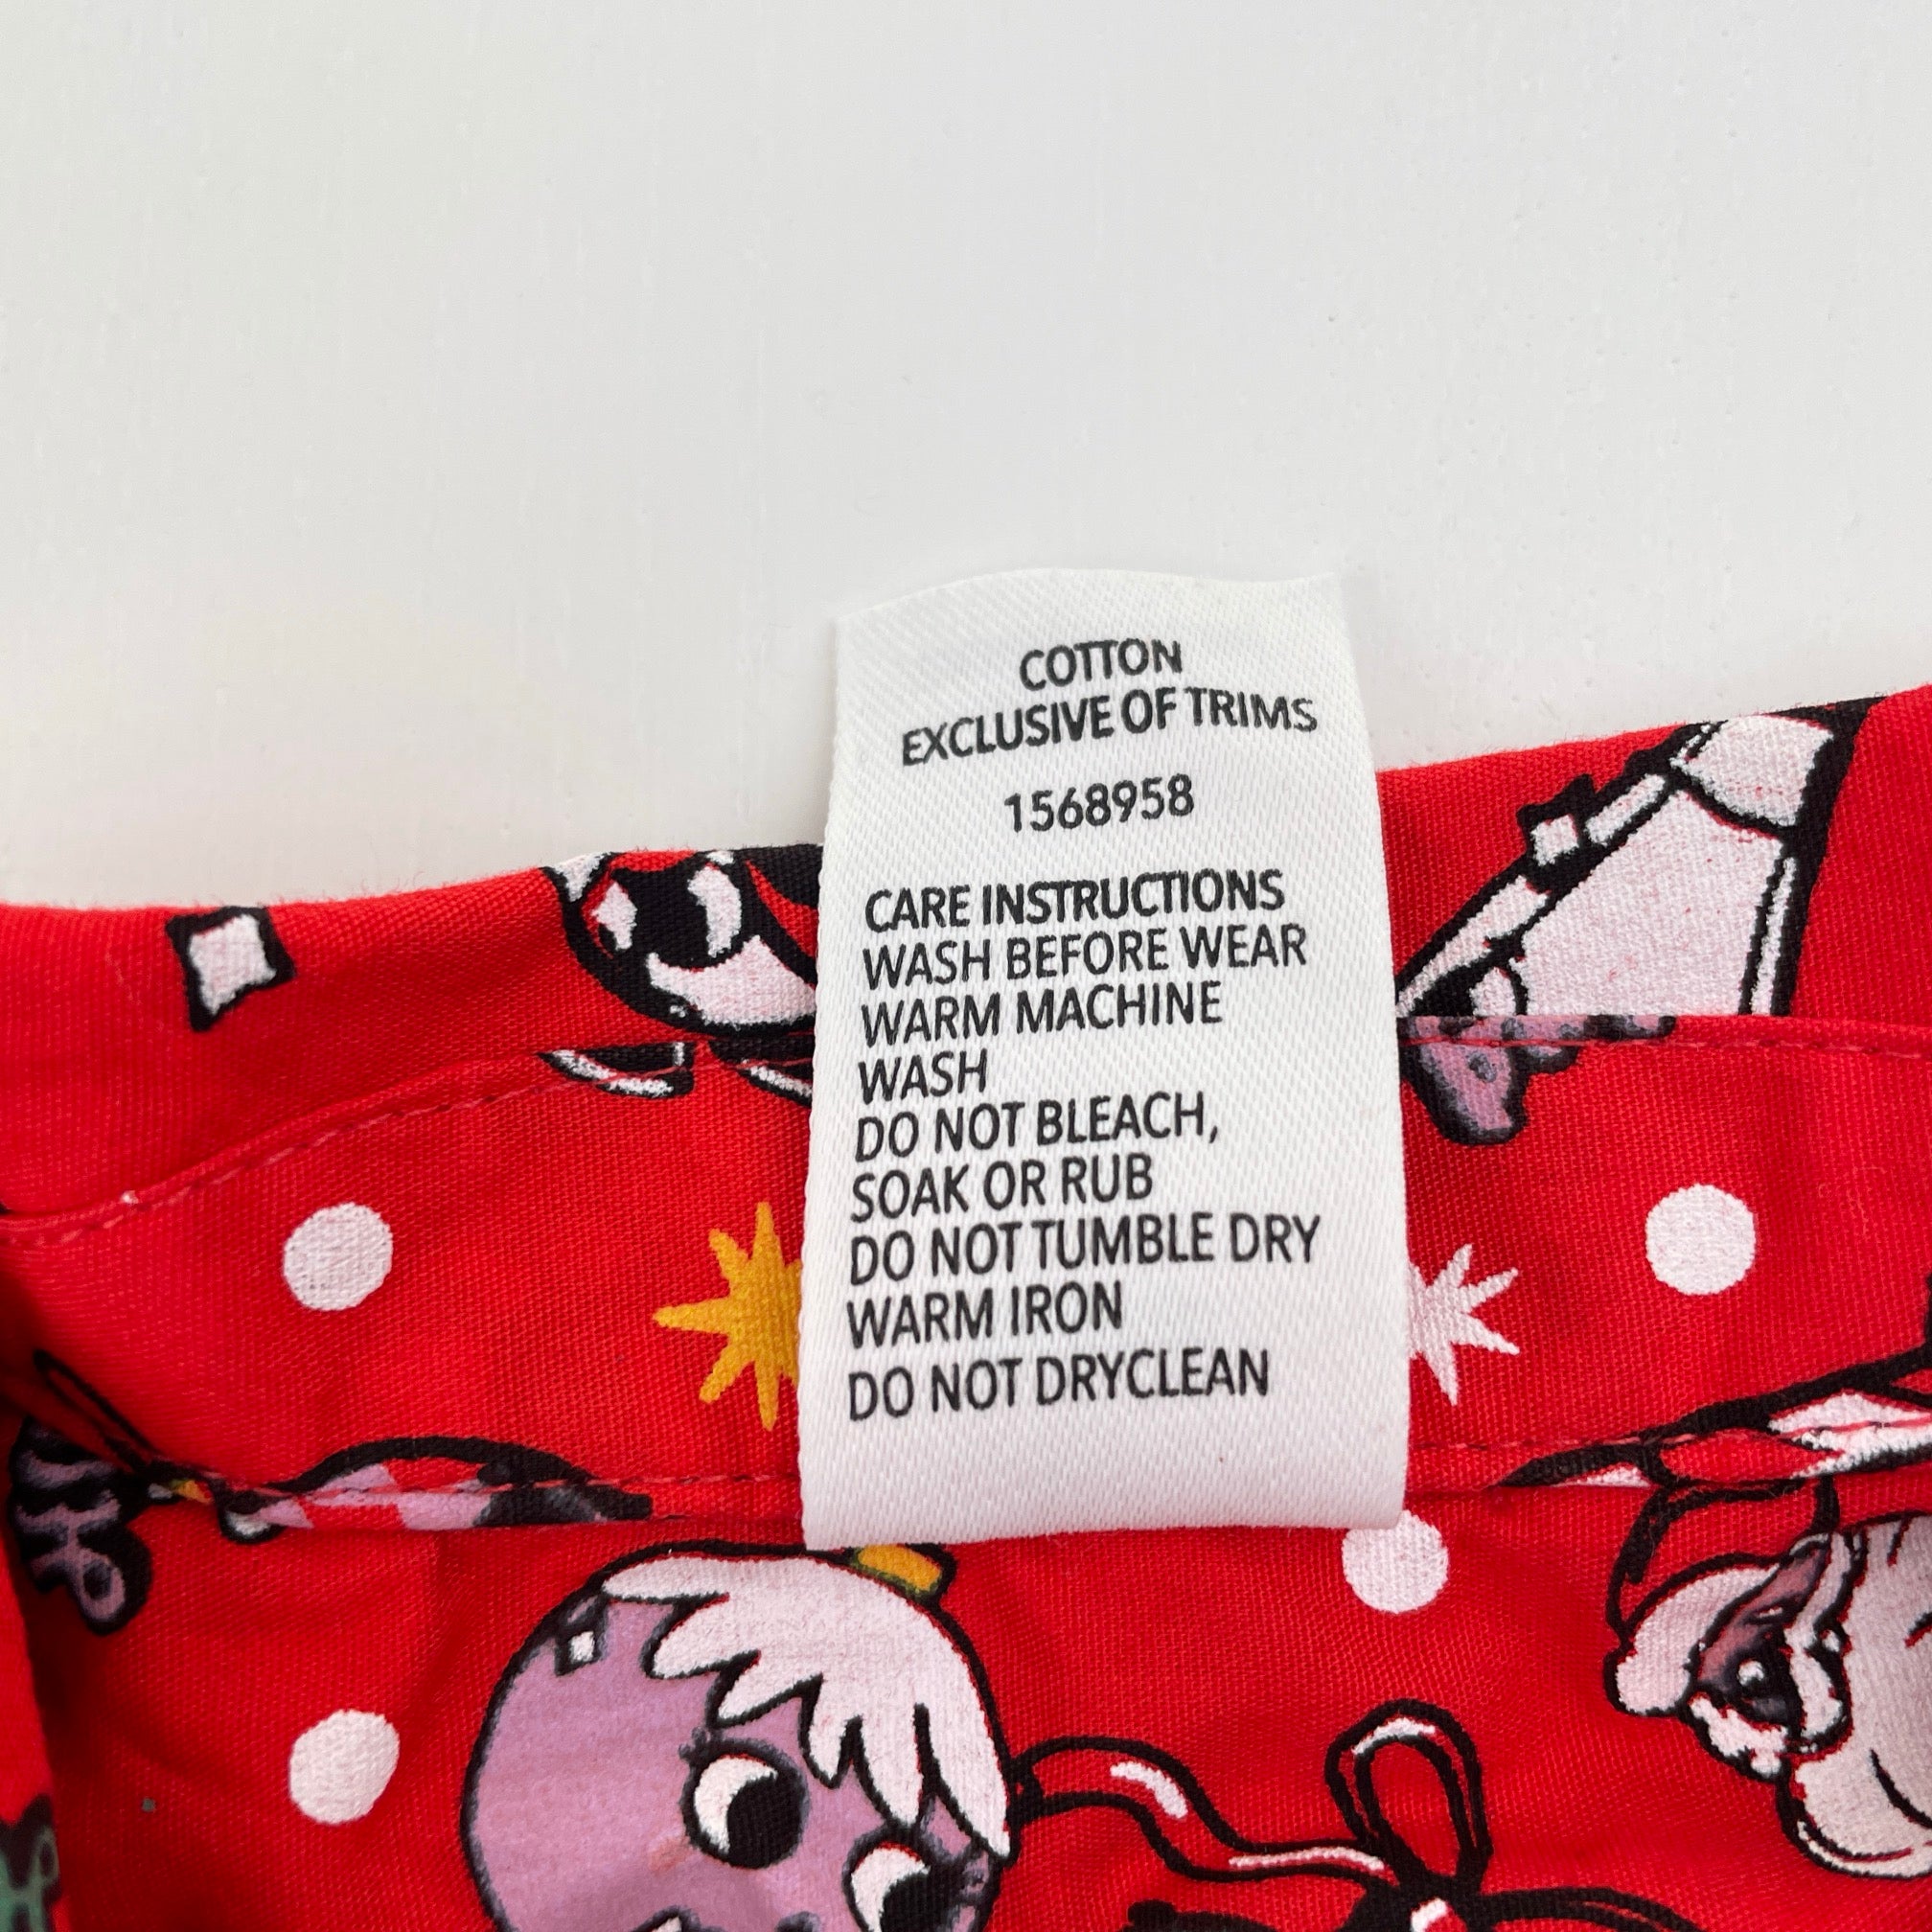 COTTON
EXCLUSIVE OF TRIMS
1568958
CARE INSTRUCTIONS
WASH BEFORE WEAR
WARM MACHINE
WASH
DO NOT BLEACH,
SOAK OR RUB
DO NOT TUMBLE DRY
WARM IRON
DO NOT DRYCLEAN